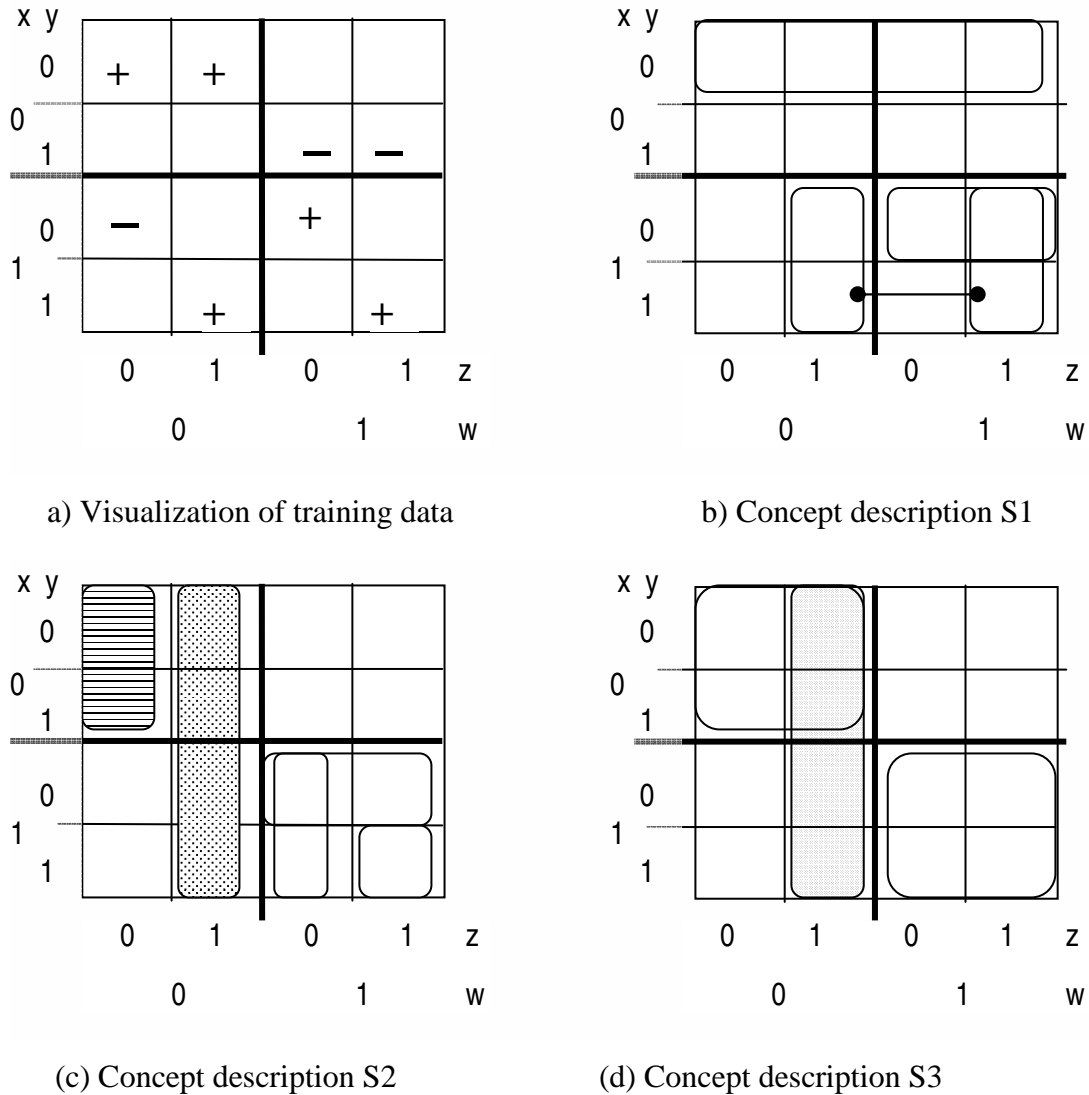 x y
0
0
1
0
1
1
+ +
− −
− +
+ +
0 1 0 1 z
0 1 w
a) Visualization of training data
x y
0
0
1
0
1
1
0 1 0 1 z
0 1 w
b) Concept description S1
x y
0
0
1
0
1
1
0 1 0 1 z
0 1 w
(c) Concept description S2
x y
0
0
1
0
1
1
0 1 0 1 z
0 1 w
(d) Concept description S3